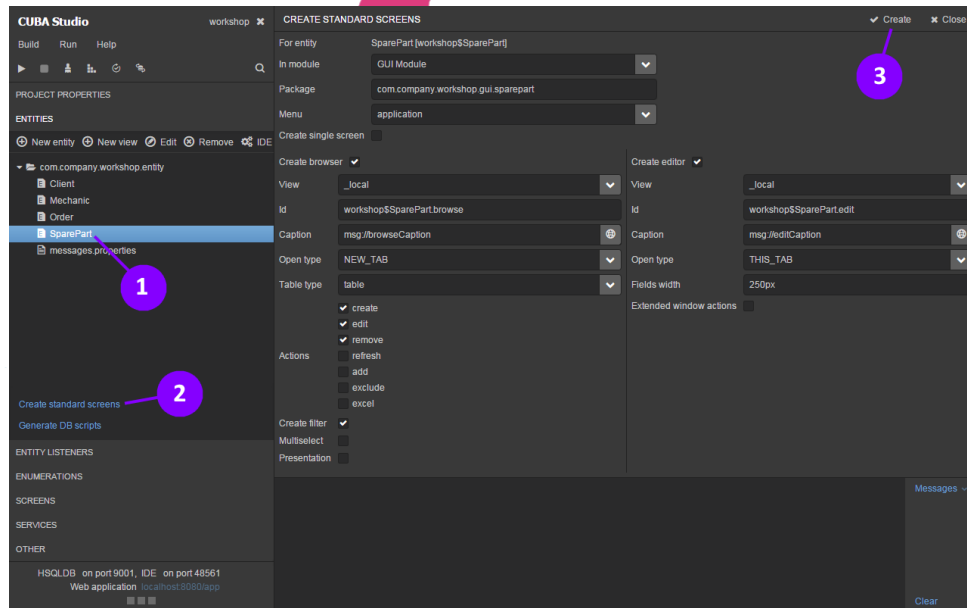 CUBA Studio
workshop
Build Run Help
PROJECT PROPERTIES
ENTITIES
New entity New view Edit Remove IDE
com.company.workshop.entity
Client
Mechanic
Order
SparePart
messages.properties
1
Create standard screens
2
Generate DB scripts
ENTITY LISTENERS
ENUMERATIONS
SCREENS
SERVICES
OTHER
HSQLDB on port 9001, IDE on port 48561
Web application localhost:8080/app
CREATE STANDARD SCREENS
Create Close
3
For entity SparePart [workshop$SparePart]
In module GUI Module
Package com.company.workshop.gui.sparepart
Menu application
Create single screen
Create browser
View _local
Id workshop$SparePart.browse
Caption msg://browseCaption
Open type NEW_TAB
Table type table
create
edit
remove
Actions refresh
add
exclude
excel
Create filter
Multiselect
Presentation
Create editor
View _local
Id workshop$SparePart.edit
Caption msg://editCaption
Open type THIS_TAB
Fields width 250px
Extended window actions
Messages
Clear